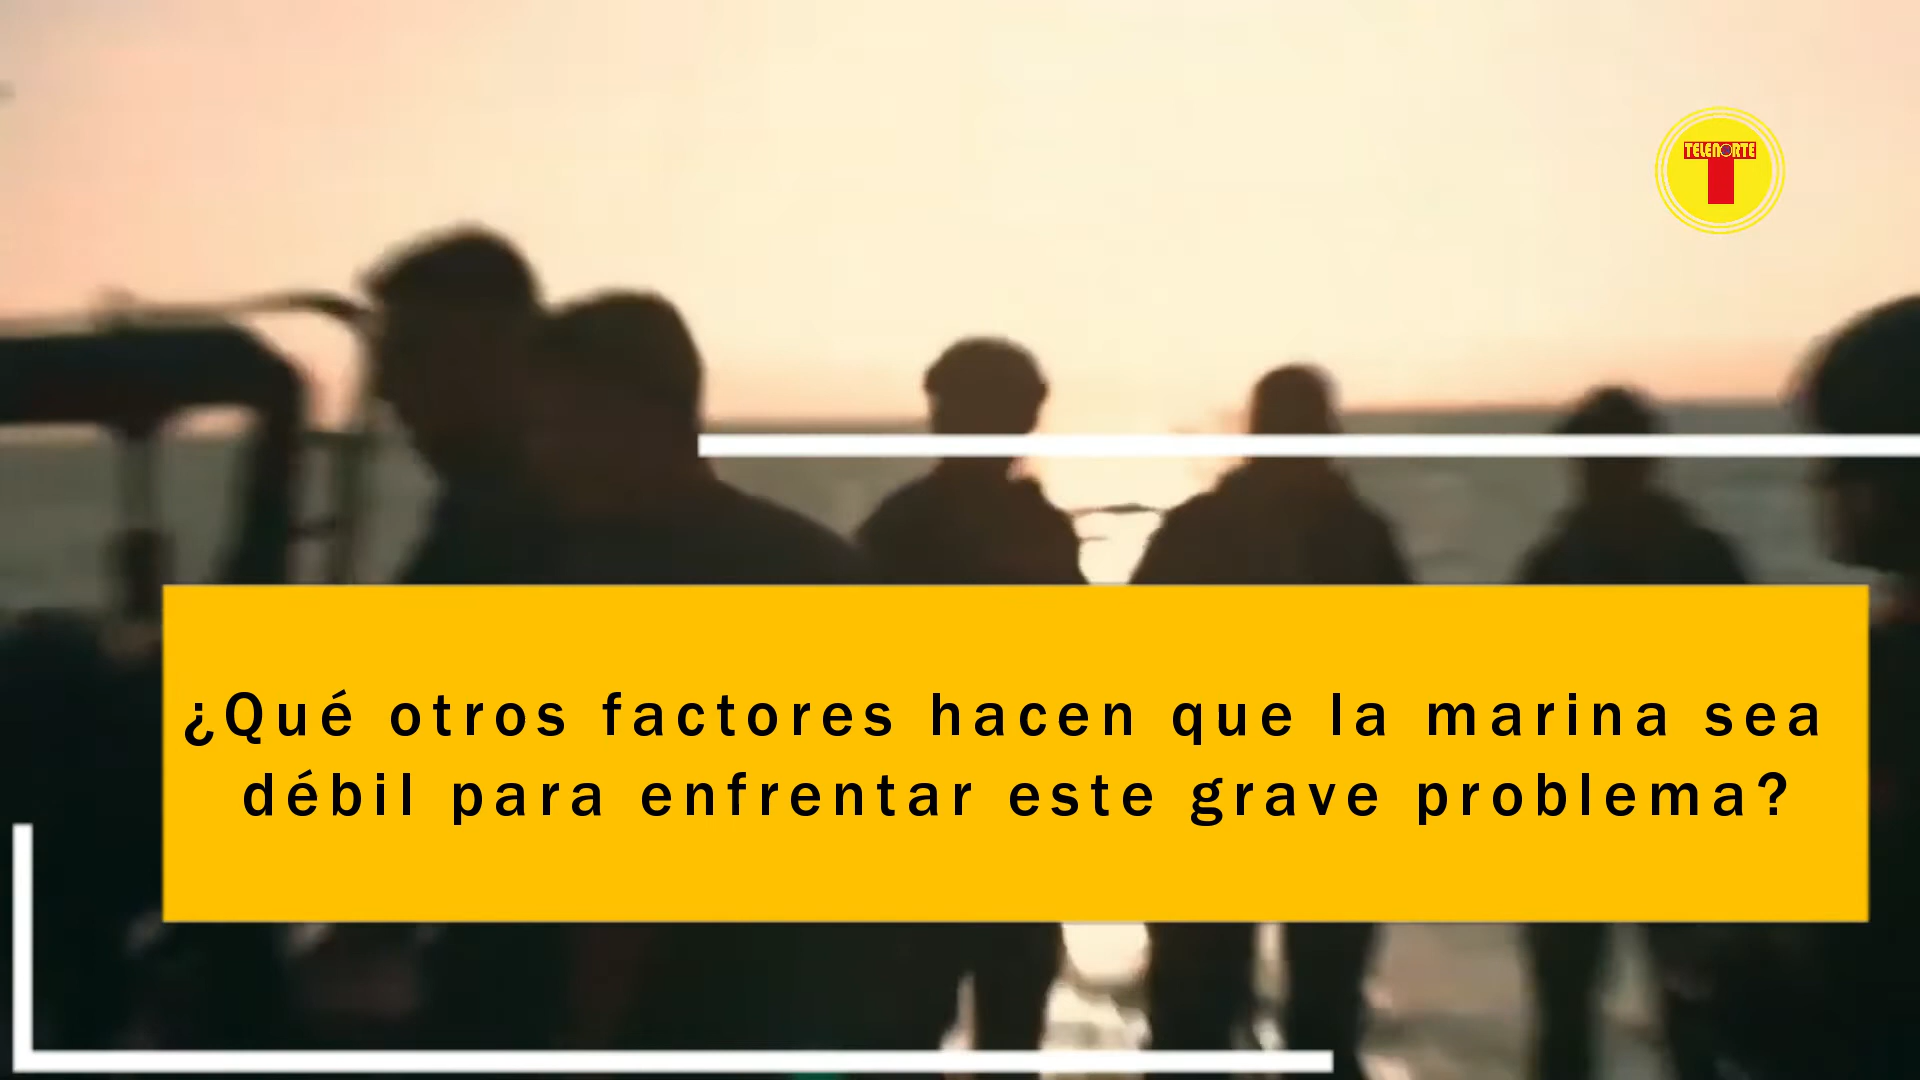 TELENORTE
T
¿Qué otros factores hacen que la marina sea
débil para enfrentar este grave problema?